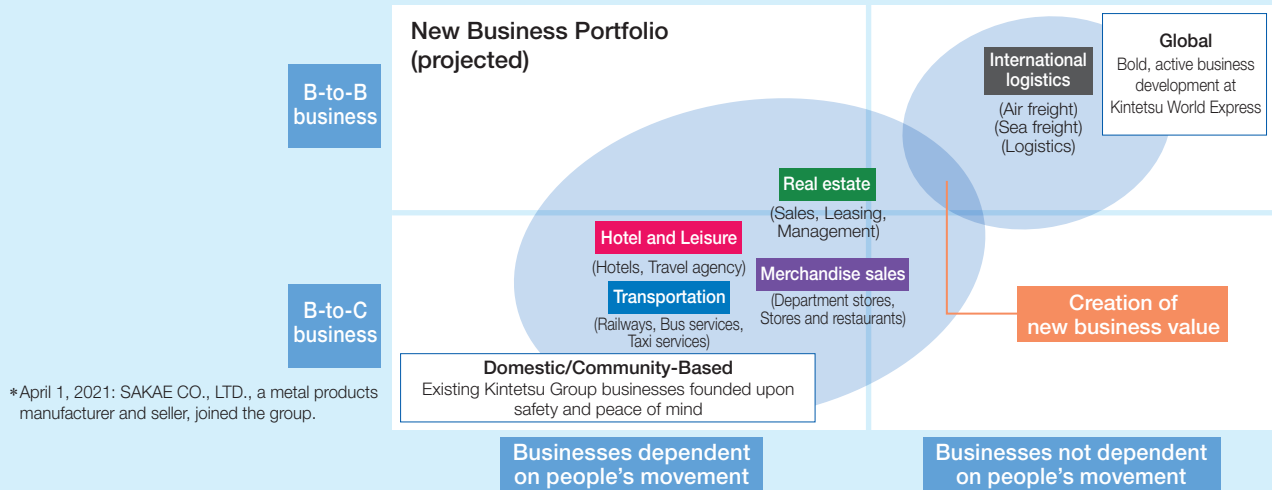 New Business Portfolio
(projected)
B-to-B
business
International
logistics
(Air freight)
(Sea freight)
(Logistics)
Global
Bold, active business
development at
Kintetsu World Express
Real estate
(Sales, Leasing,
Management)
Hotel and Leisure
(Hotels, Travel agency)
Merchandise sales
(Department stores,
Stores and restaurants)
Transportation
(Railways, Bus services,
Taxi services)
B-to-C
business
Creation of
new business value
Domestic/Community-Based
Existing Kintetsu Group businesses founded upon
safety and peace of mind
*April 1, 2021: SAKAE CO., LTD., a metal products
manufacturer and seller, joined the group.
Businesses dependent
on people's movement
Businesses not dependent
on people's movement